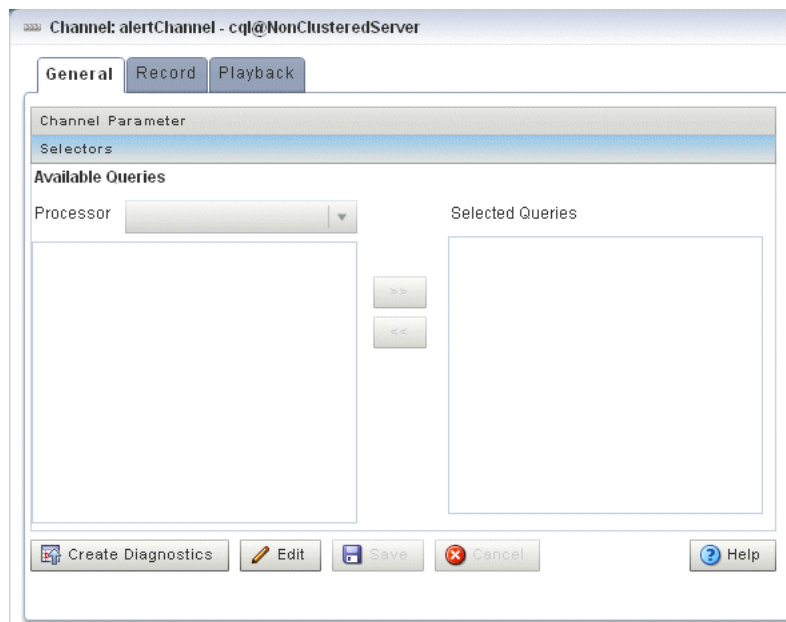 Channel: alertChannel - cql@NonClusteredServer
General Record Playback
Channel Parameter
Selectors
Available Queries
Processor Selected Queries
>>
<<
Create Diagnostics Edit Save Cancel Help